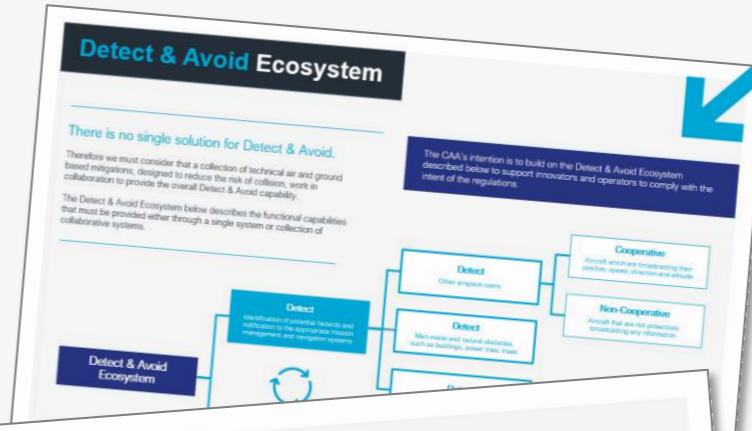 Detect & Avoid Ecosystem
There is no single solution for Detect & Avoid.
Therefore we must consider that a collection of technical air and ground
based mitigations, designed to reduce the risk of collision, work in
collaboration to provide the overall Detect & Avoid capability.
The Detect & Avoid Ecosystem below describes the functional capabilities
that must be provided either through a single system or collection of
collaborative systems.
The CAA's intention is to build on the Detect & Avoid Ecosystem
described below to support innovators and operators to comply with the
intent of the regulations.
Detect & Avoid
Ecosystem
Detect
Identification of potential hazards and
notification to the appropriate mission
management and navigation systems
Detect
Other airspace users
Detect
Man-made and natural obstacles,
such as buildings, power lines, trees
Cooperative
Aircraft which are broadcasting their
position, speed, direction and altitude
Non-Cooperative
Aircraft that are not proactively
broadcasting any information